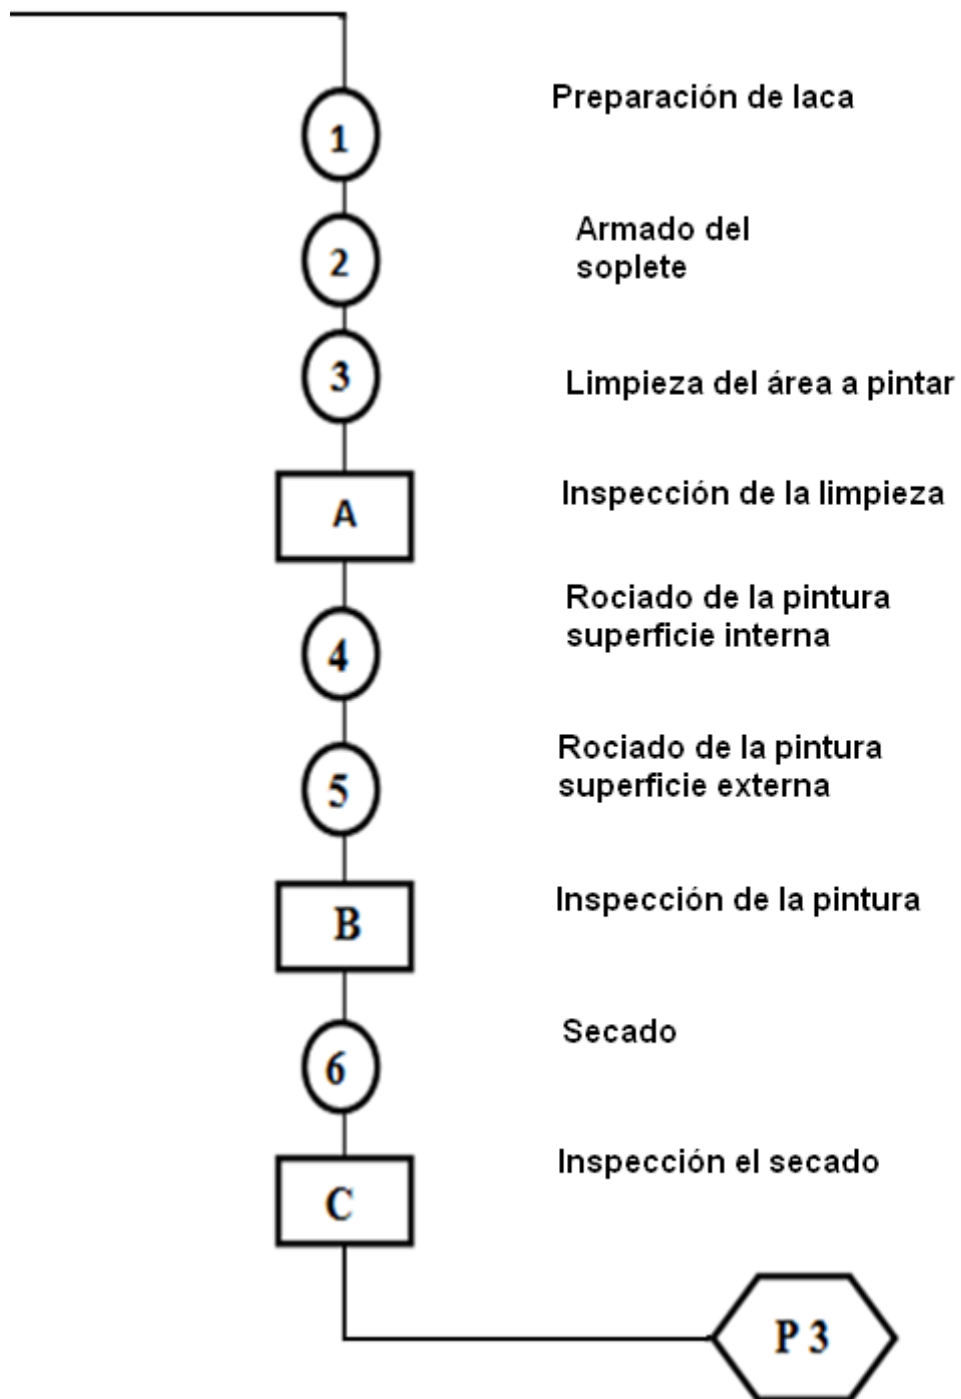 1
Preparación de laca
2
Armado del
soplete
3
Limpieza del área a pintar
A
Inspección de la limpieza
4
Rociado de la pintura
superficie interna
5
Rociado de la pintura
superficie externa
B
Inspección de la pintura
6
Secado
C
Inspección el secado
P 3